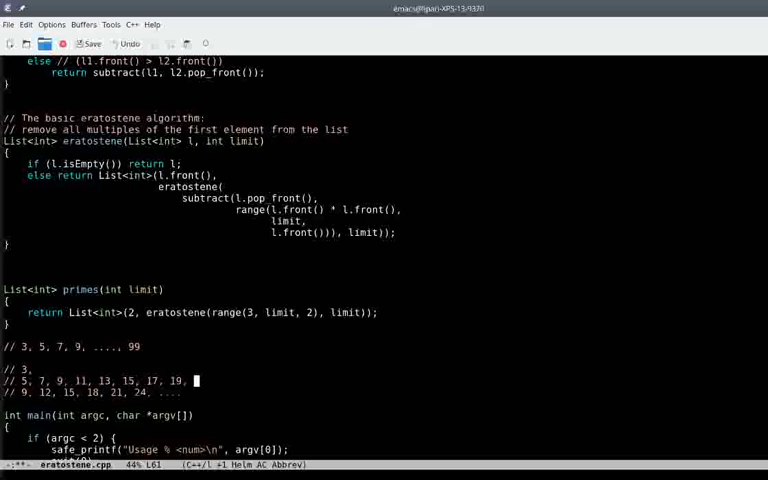 File Edit Options Buffers Tools C++ Help
Save Undo
else // (l1.front() > l2.front())
return subtract(l1, l2.pop_front());
}
// The basic eratostene algorithm:
// remove all multiples of the first element from the list
List<int> eratostene(List<int> l, int limit)
{
if (l.isEmpty()) return l;
else return List<int>(l.front(),
eratostene(
subtract(l.pop_front(),
range(l.front() * l.front(),
limit,
l.front())), limit));
}
List<int> primes(int limit)
{
return List<int>(2, eratostene(range(3, limit, 2), limit));
}
// 3, 5, 7, 9, ...., 99
// 3,
// 5, 7, 9, 11, 13, 15, 17, 19,
// 9, 12, 15, 18, 21, 24, ....
int main(int argc, char *argv[])
{
if (argc < 2) {
safe_printf("Usage % <num>\n", argv[0]);
-:**- eratostene.cpp 44% L61 (C++/l +1 Helm AC Abbrev)